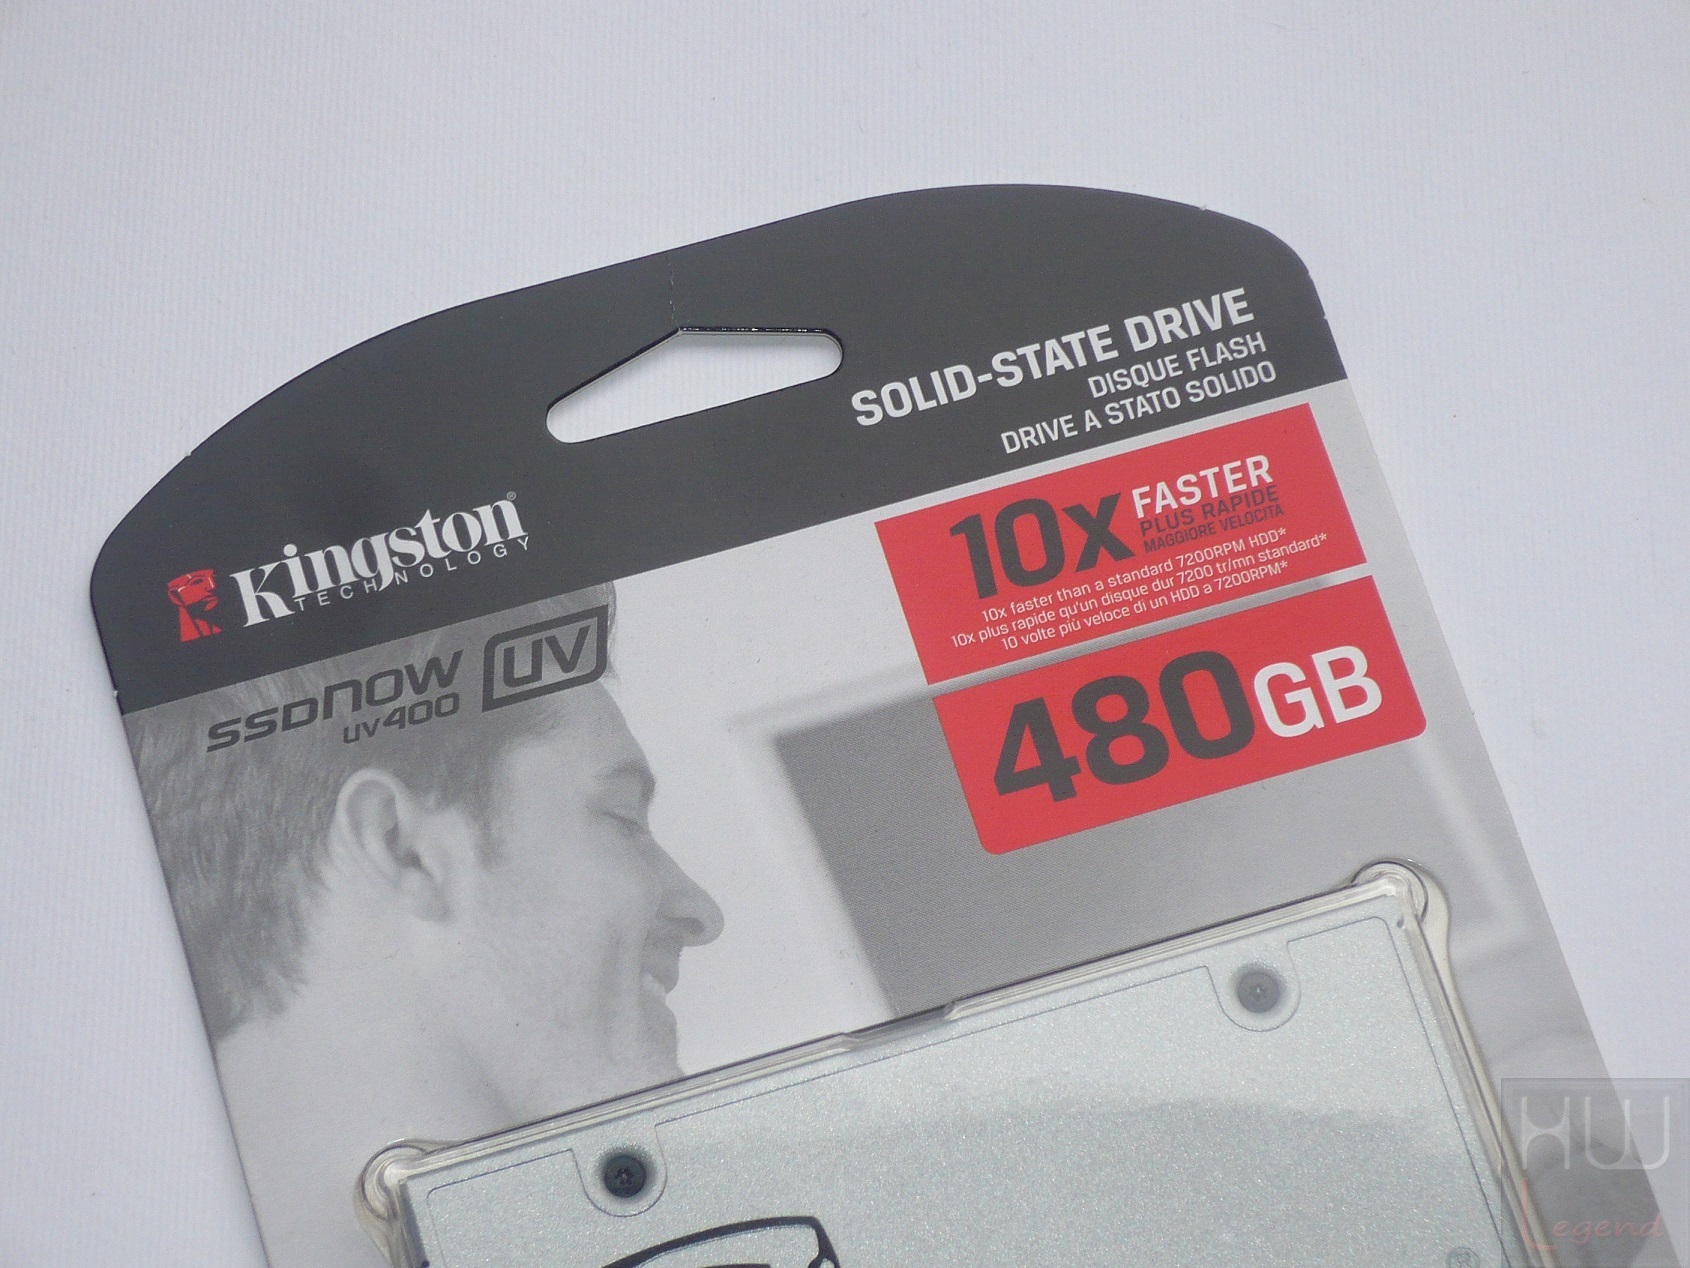 SOLID-STATE DRIVE
DISQUE FLASH
DRIVE A STATO SOLIDO
Kingston®
TECHNOLOGY
10x FASTER
PLUS RAPIDE
MAGGIORE VELOCITÀ
10x faster than a standard 7200RPM HDD*
10x plus rapide qu'un disque dur 7200 tr/mn standard*
10 volte più veloce di un HDD a 7200RPM*
SSDNOW UV
UV400
480GB
®
HW
Legend